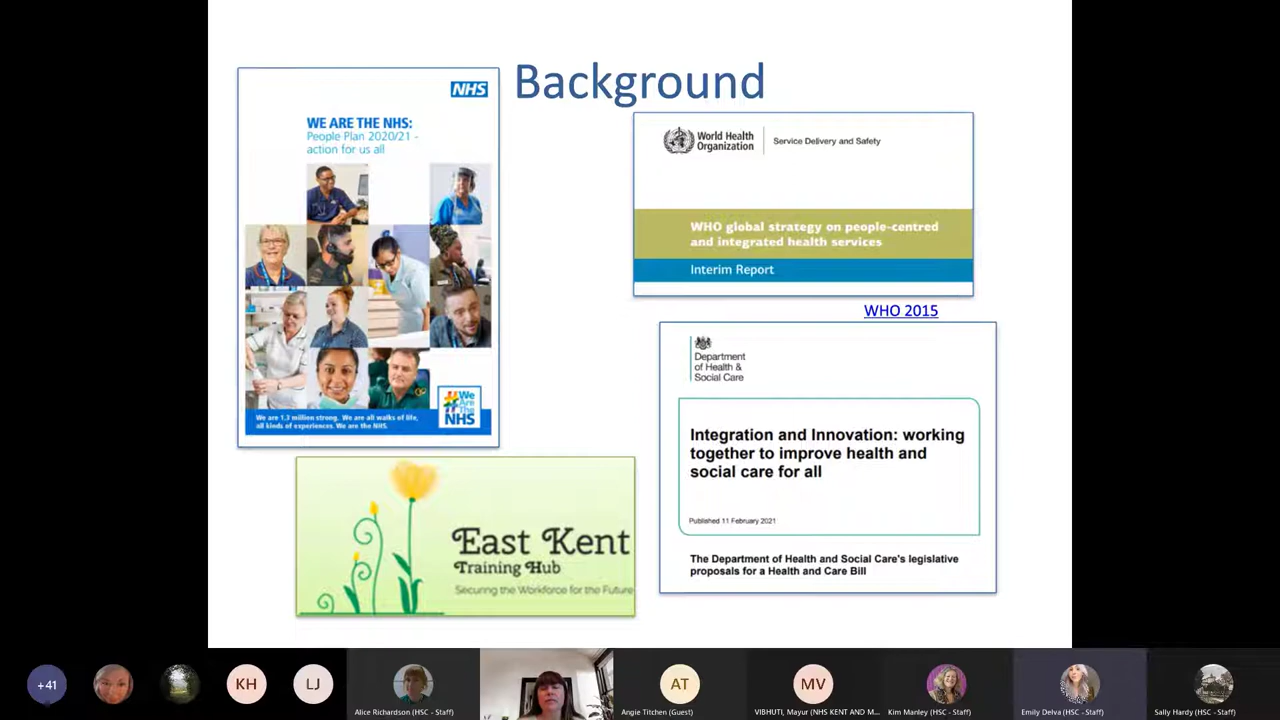 Background
NHS
WE ARE THE NHS:
People Plan 2020/21 -
action for us all
We are 1.3 million strong. We are all walks of life,
all kinds of experiences. We are the NHS.
#We
Are
The
NHS
World Health
Organization
Service Delivery and Safety
WHO global strategy on people-centred
and integrated health services
Interim Report
WHO 2015
Department
of Health &
Social Care
Integration and Innovation: working
together to improve health and
social care for all
Published 11 February 2021
The Department of Health and Social Care's legislative
proposals for a Health and Care Bill
East Kent
Training Hub
Securing the Workforce for the Future
+41
KH
LJ
Alice Richardson (HSC - Staff)
AT
Angie Titchen (Guest)
MV
VIBHUTI, Mayur (NHS KENT AND M...
Kim Manley (HSC - Staff)
Emily Delva (HSC - Staff)
Sally Hardy (HSC - Staff)